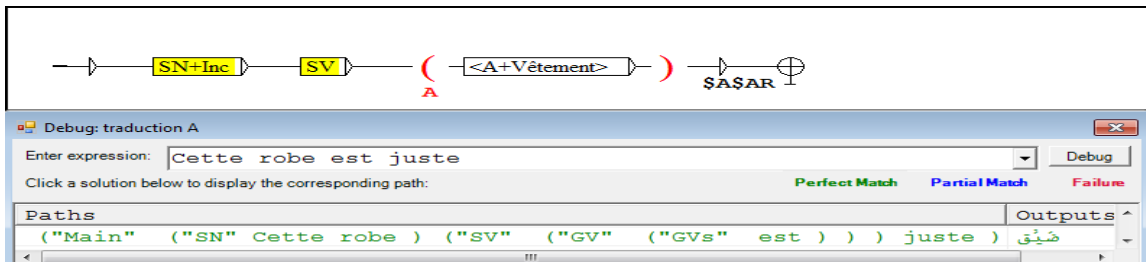 SN+Inc SV ( <A+Vêtement> )
A $A$AR
Debug: traduction A
Enter expression: Cette robe est juste Debug
Click a solution below to display the corresponding path: Perfect Match Partial Match Failure
Paths Outputs
("Main" ("SN" Cette robe ) ("SV" ("GV" ("GVs" est ) ) ) juste ) ضَيِّق